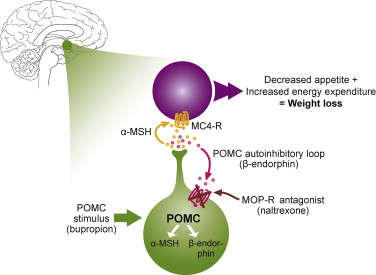 Decreased appetite +
Increased energy expenditure
= Weight loss
MC4-R
α-MSH
POMC autoinhibitory loop
(β-endorphin)
MOP-R antagonist
(naltrexone)
POMC
stimulus
(bupropion)
POMC
α-MSH
β-endor-
phin